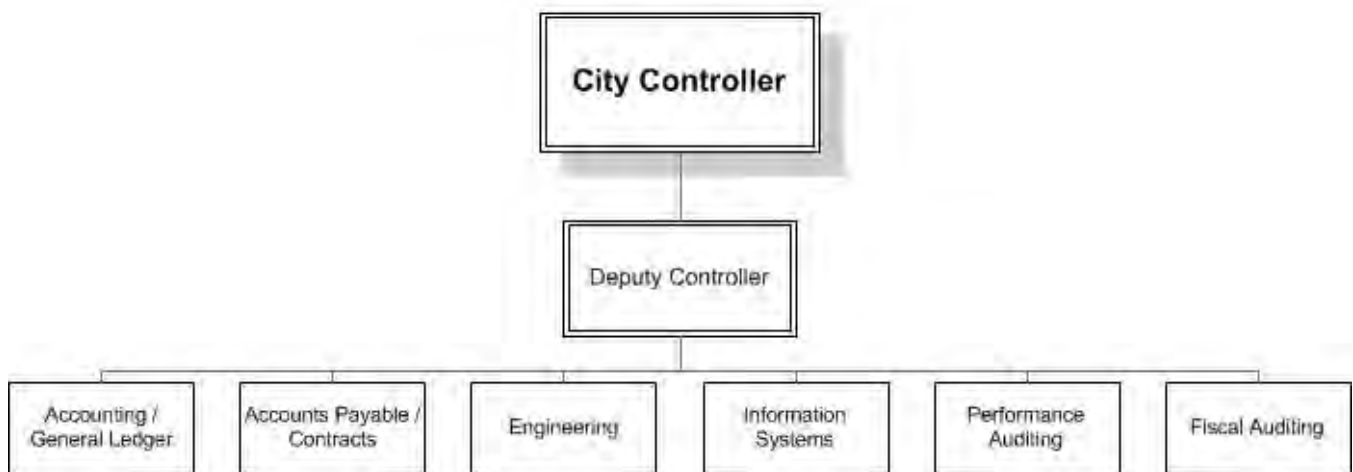 City Controller
Deputy Controller
Accounting /
General Ledger
Accounts Payable /
Contracts
Engineering
Information
Systems
Performance
Auditing
Fiscal Auditing